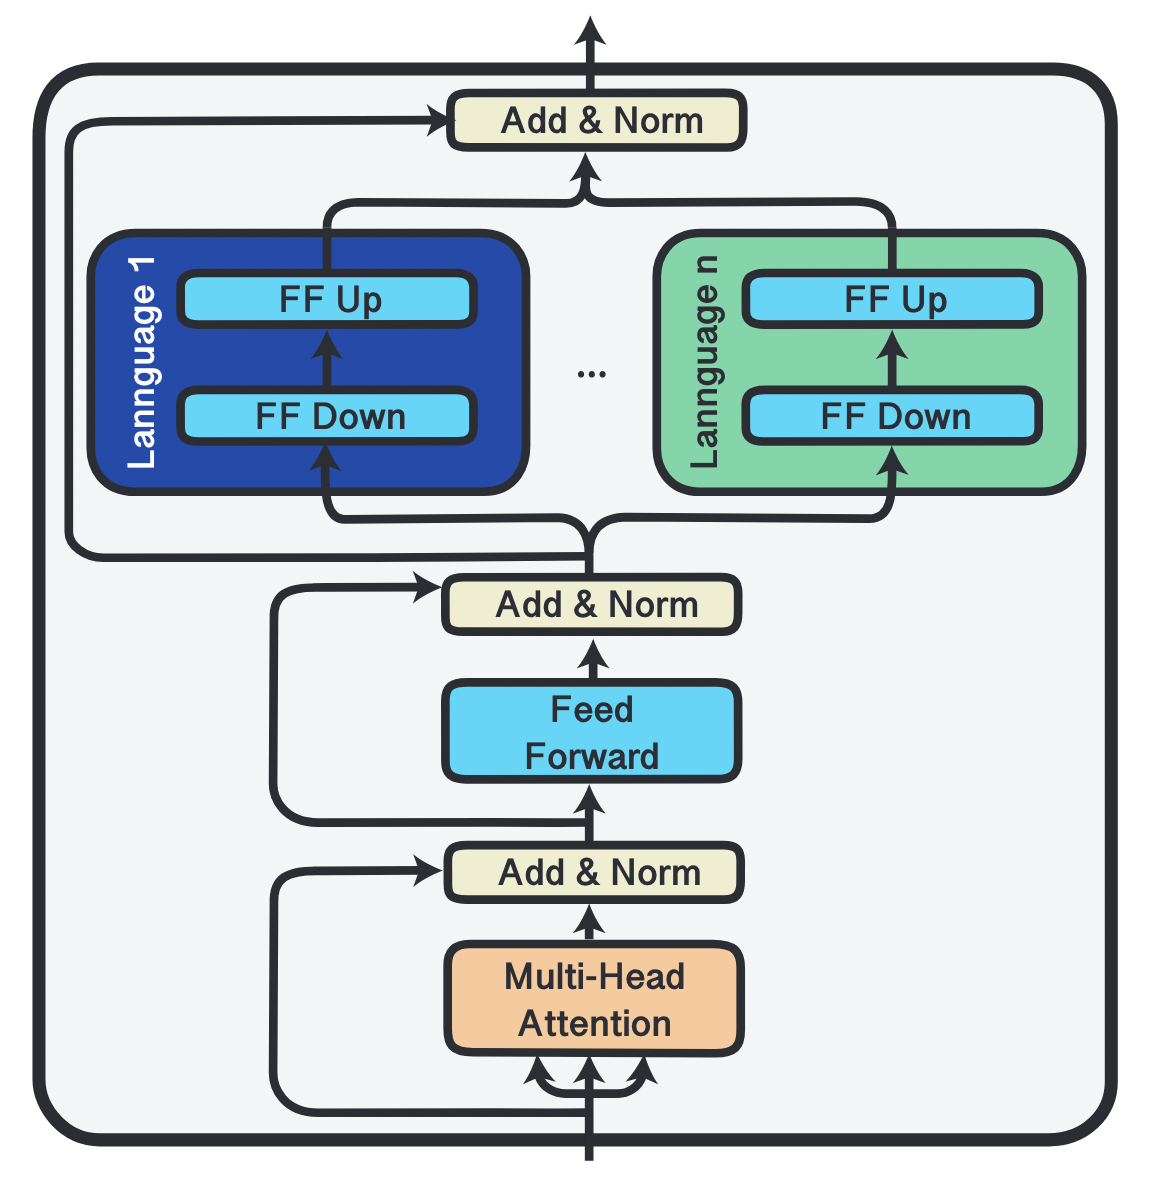 Add & Norm
Lannguage 1
FF Up
FF Down
...
Lannguage n
FF Up
FF Down
Add & Norm
Feed
Forward
Add & Norm
Multi-Head
Attention